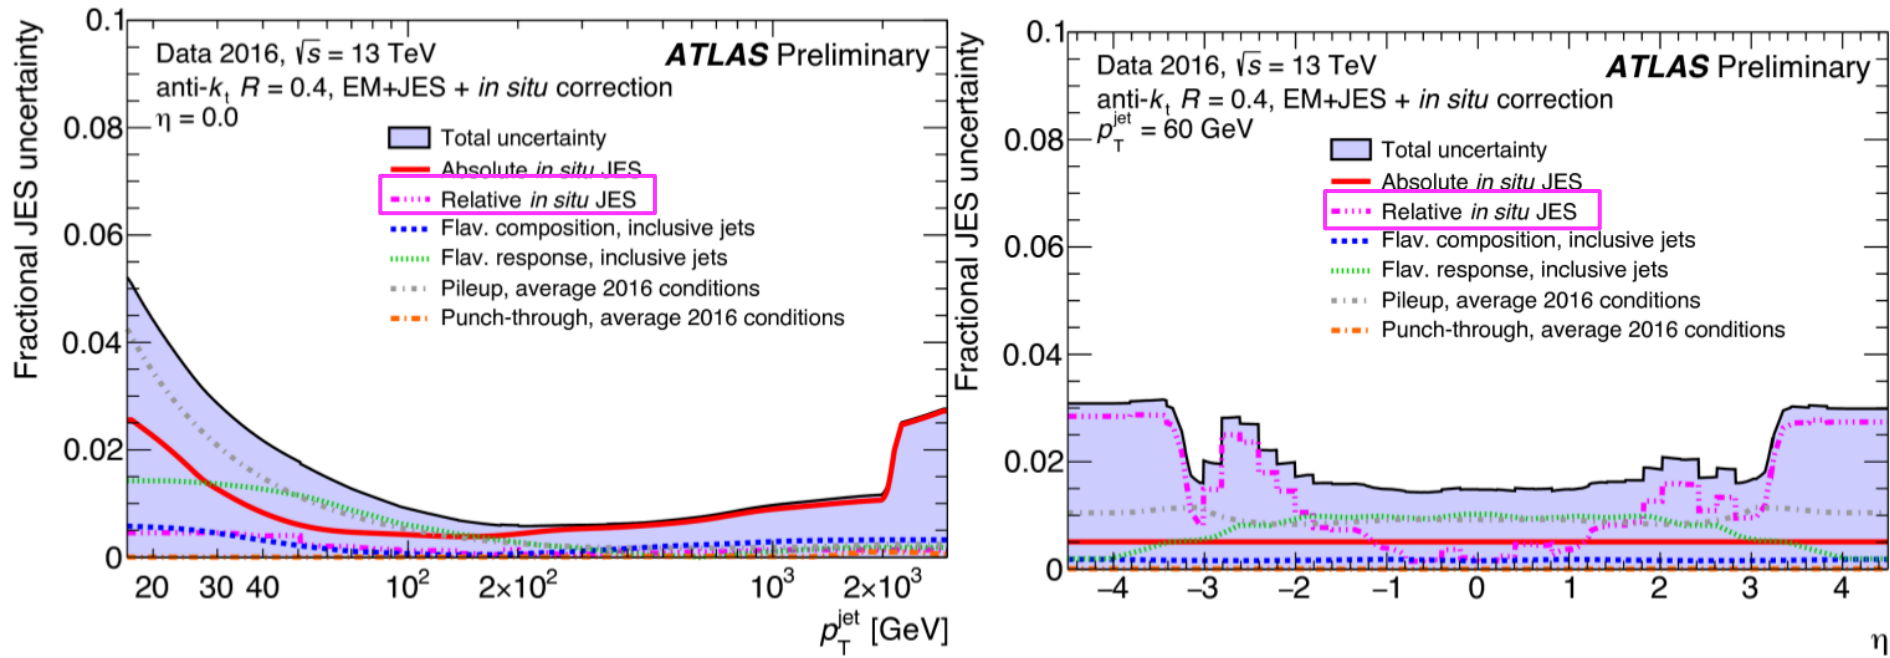 Fractional JES uncertainty
0.1
0.08
0.06
0.04
0.02
0
Data 2016, √s = 13 TeV
ATLAS Preliminary
anti-kt R = 0.4, EM+JES + in situ correction
η = 0.0
Total uncertainty
Absolute in situ JES
Relative in situ JES
Flav. composition, inclusive jets
Flav. response, inclusive jets
Pileup, average 2016 conditions
Punch-through, average 2016 conditions
20 30 40 10² 2×10² 10³ 2×10³
pTjet [GeV]
Fractional JES uncertainty
0.1
0.08
0.06
0.04
0.02
0
Data 2016, √s = 13 TeV
ATLAS Preliminary
anti-kt R = 0.4, EM+JES + in situ correction
pTjet = 60 GeV
Total uncertainty
Absolute in situ JES
Relative in situ JES
Flav. composition, inclusive jets
Flav. response, inclusive jets
Pileup, average 2016 conditions
Punch-through, average 2016 conditions
−4 −3 −2 −1 0 1 2 3 4
η